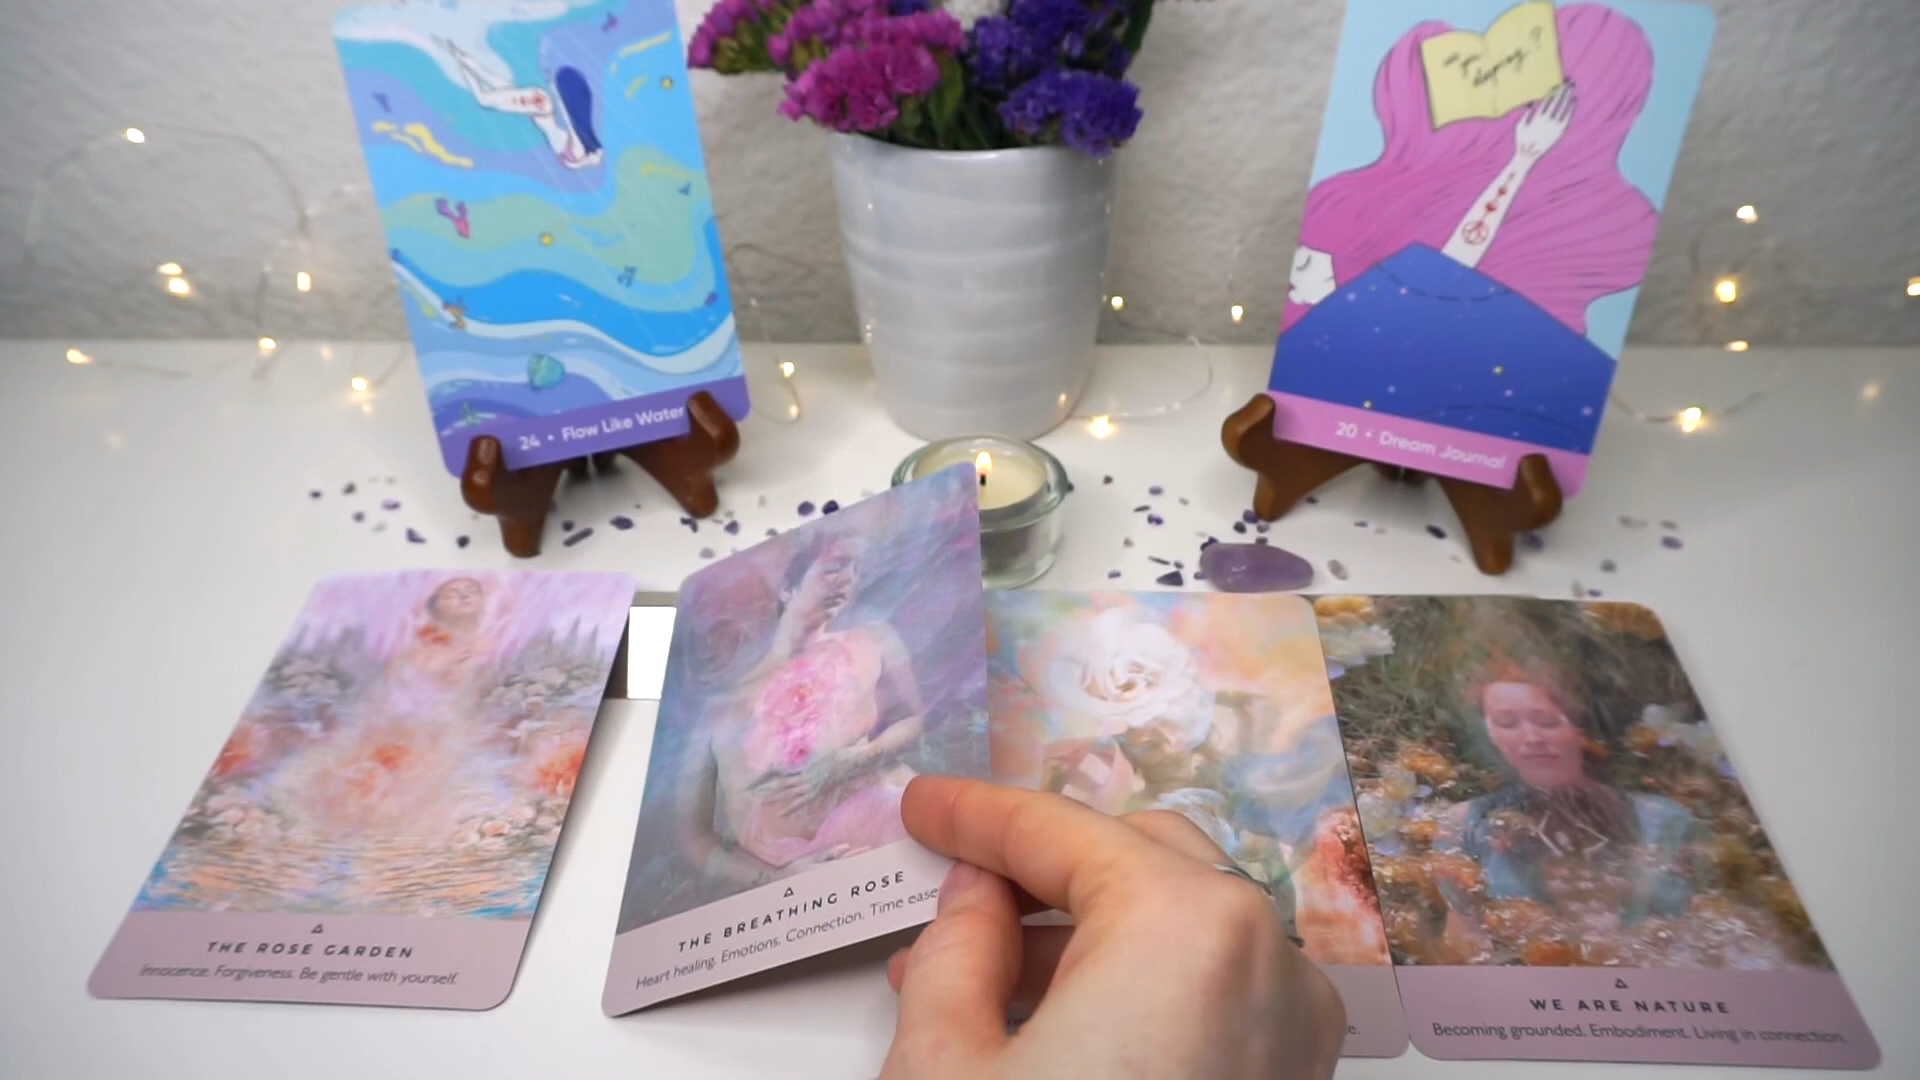 24 • Flow Like Water
20 • Dream Journal
THE ROSE GARDEN
Innocence. Forgiveness. Be gentle with yourself.
THE BREATHING ROSE
Heart healing. Emotions. Connection. Time ease
WE ARE NATURE
Becoming grounded. Embodiment. Living in connection.